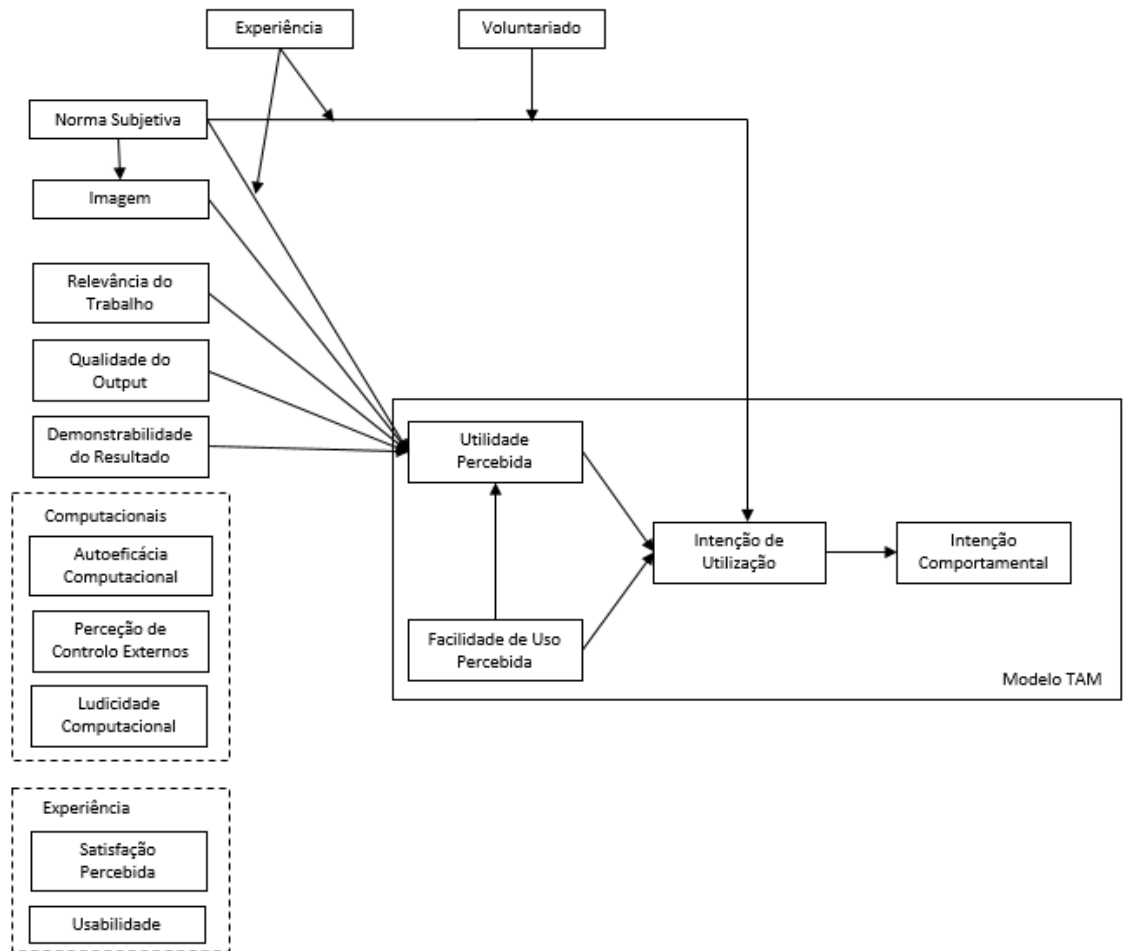 Experiência
Voluntariado
Norma Subjetiva
Imagem
Relevância do
Trabalho
Qualidade do
Output
Demonstrabilidade
do Resultado
Utilidade
Percebida
Intenção de
Utilização
Intenção
Comportamental
Facilidade de Uso
Percebida
Modelo TAM
Computacionais
Autoeficácia
Computacional
Perceção de
Controlo Externos
Ludicidade
Computacional
Experiência
Satisfação
Percebida
Usabilidade